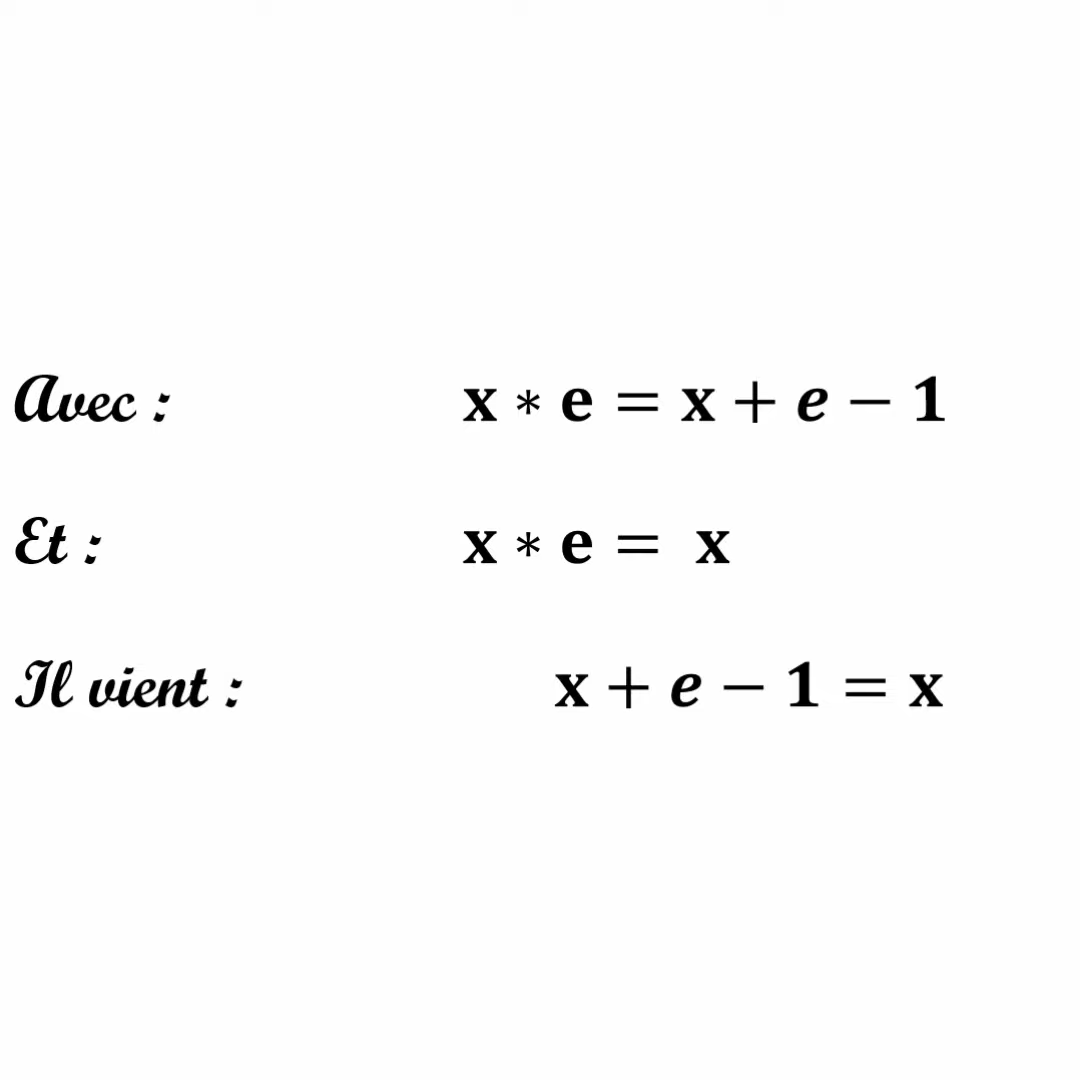 Avec : x ∗ e = x + e − 1
Et : x ∗ e = x
Il vient : x + e − 1 = x